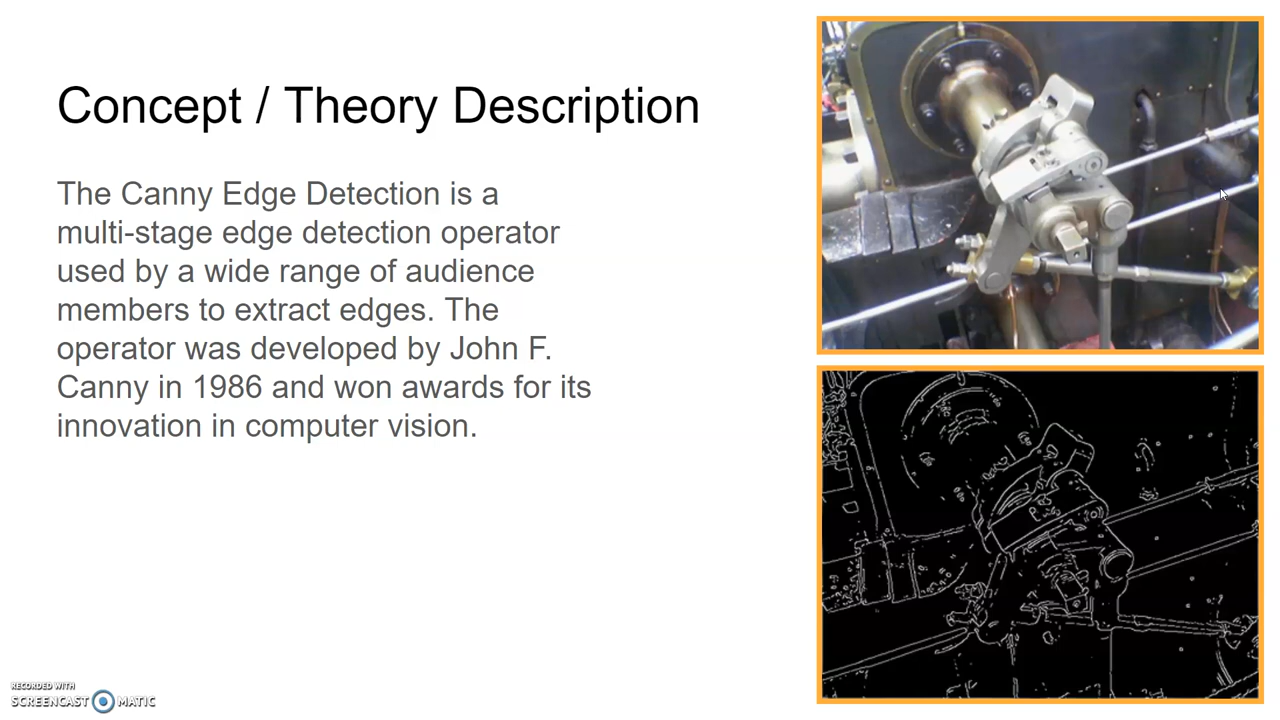 Concept / Theory Description
The Canny Edge Detection is a
multi-stage edge detection operator
used by a wide range of audience
members to extract edges. The
operator was developed by John F.
Canny in 1986 and won awards for its
innovation in computer vision.
RECORDED WITH
SCREENCAST MATIC